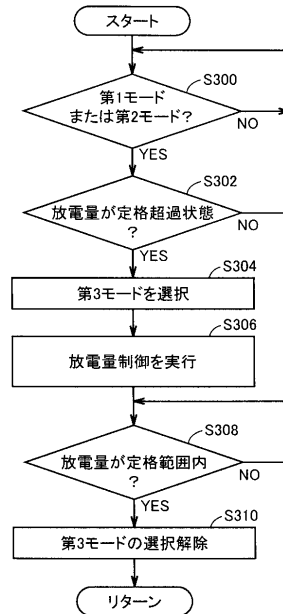 スタート
S300
第1モード
または第2モード?
NO
YES
S302
放電量が定格超過状態
?
NO
YES
S304
第3モードを選択
S306
放電量制御を実行
S308
放電量が定格範囲内
?
NO
YES
S310
第3モードの選択解除
リターン